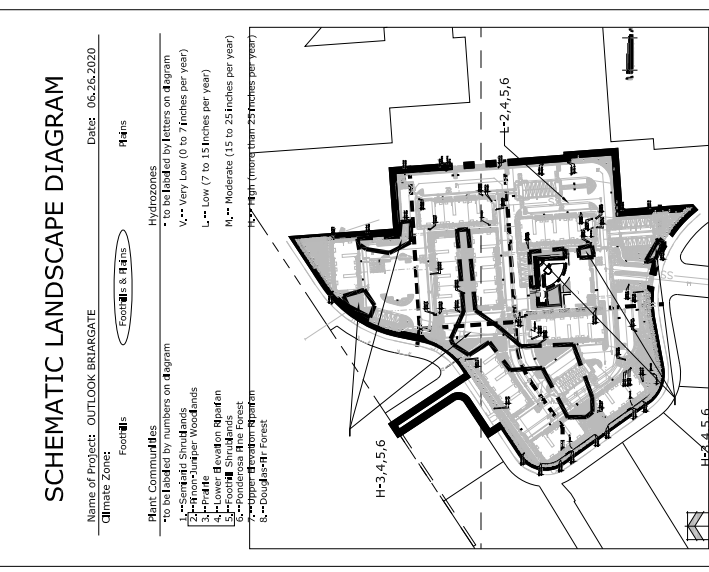 SCHEMATIC LANDSCAPE DIAGRAM
Name of Project: OUTLOOK BRIARGATE
Date: 06.26.2020
Climate Zone:
Foothills
Foothills & Plains
Plains
Plant Communities
- to be labeled by numbers on diagram
1.--Semiarid Shrublands
2.--Pinon-Juniper Woodlands
3.--Prairie
4.--Lower Elevation Riparian
5.--Foothill Shrublands
6.--Ponderosa Pine Forest
7.--Upper Elevation Riparian
8.--Douglas-Fir Forest
Hydrozones
- to be labeled by letters on diagram
V.-- Very Low (0 to 7 inches per year)
L.-- Low (7 to 15 inches per year)
M.-- Moderate (15 to 25 inches per year)
H.-- High (more than 25 inches per year)
H-3,4,5,6
L-2,4,5,6
SS